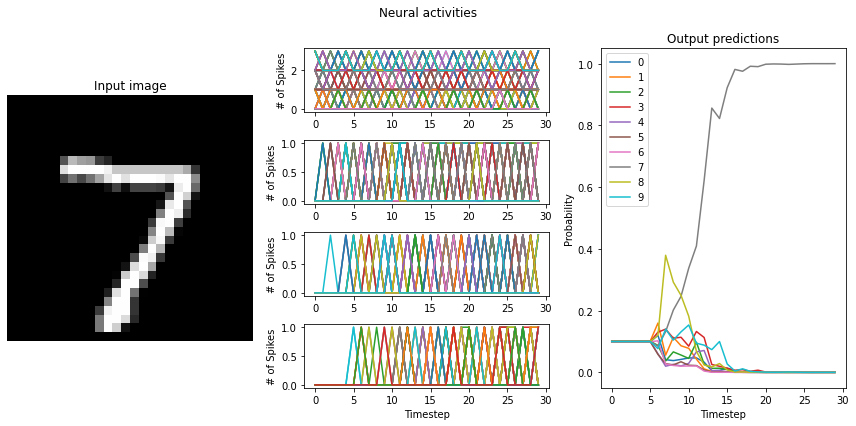 Neural activities
Input image
7
# of Spikes
2
0
0 5 10 15 20 25 30
# of Spikes
1.0
0.5
0.0
0 5 10 15 20 25 30
# of Spikes
1.0
0.5
0.0
0 5 10 15 20 25 30
# of Spikes
1.0
0.5
0.0
0 5 10 15 20 25 30
Timestep
Output predictions
Probability
1.0
0.8
0.6
0.4
0.2
0.0
0
1
2
3
4
5
6
7
8
9
0 5 10 15 20 25 30
Timestep